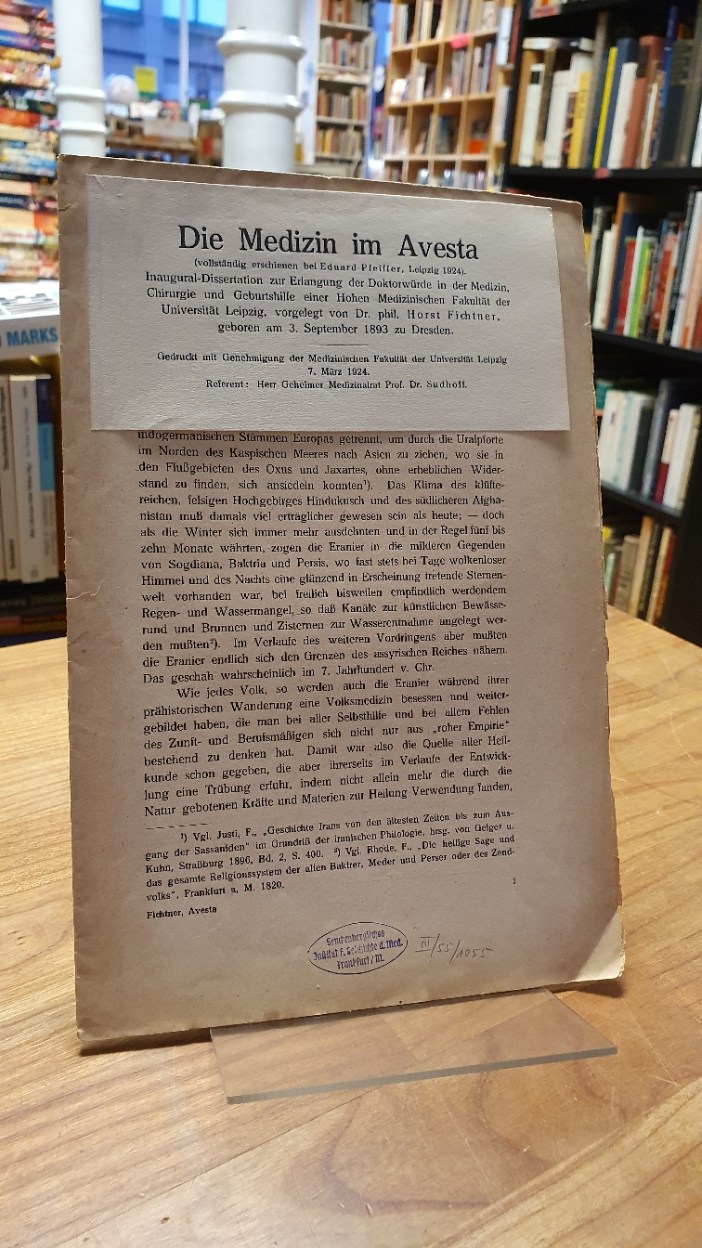 Die Medizin im Avesta
(vollständig erschienen bei Eduard Pfeiffer, Leipzig 1924).
Inaugural-Dissertation zur Erlangung der Doktorwürde in der Medizin,
Chirurgie und Geburtshilfe einer Hohen Medizinischen Fakultät der
Universität Leipzig, vorgelegt von Dr. phil. Horst Fichtner,
geboren am 3. September 1893 zu Dresden.
Gedruckt mit Genehmigung der Medizinischen Fakultät der Universität Leipzig
7. März 1924.
Referent: Herr Geheimer Medizinalrat Prof. Dr. Sudhoff.
MARKS
indogermanischen Stämmen Europas getrennt, um durch die Uralpforte
im Norden des Kaspischen Meeres nach Asien zu ziehen, wo sie in
den Flußgebieten des Oxus und Jaxartes, ohne erheblichen Wider-
stand zu finden, sich ansiedeln konnten¹). Das Klima des klüfte-
reichen, felsigen Hochgebirges Hindukusch und des südlicheren Afgha-
nistan muß damals viel erträglicher gewesen sein als heute; — doch
als die Winter sich immer mehr ausdehnten und in der Regel fünf bis
zehn Monate währten, zogen die Eranier in die milderen Gegenden
von Sogdiana, Baktria und Persis, wo fast stets bei Tage wolkenloser
Himmel und des Nachts eine glänzend in Erscheinung tretende Sternen-
welt vorhanden war, bei freilich bisweilen empfindlich werdendem
Regen- und Wassermangel, so daß Kanäle zur künstlichen Bewässe-
rung und Brunnen und Zisternen zur Wasserentnahme angelegt wer-
den mußten²). Im Verlaufe des weiteren Vordringens aber mußten
die Eranier endlich sich den Grenzen des assyrischen Reiches nähern.
Das geschah wahrscheinlich im 7. Jahrhundert v. Chr.
Wie jedes Volk, so werden auch die Eranier während ihrer
prähistorischen Wanderung eine Volksmedizin besessen und weiter-
gebildet haben, die man bei aller Selbsthilfe und bei allem Fehlen
des Zunft- und Berufsmäßigen sich nicht nur aus „roher Empirie“
bestehend zu denken hat. Damit war also die Quelle aller Heil-
kunde schon gegeben, die aber ihrerseits im Verlaufe der Entwick-
lung eine Trübung erfuhr, indem nicht allein mehr die durch die
Natur gebotenen Kräfte und Materien zur Heilung Verwendung fanden,
¹) Vgl. Justi, F., „Geschichte Irans von den ältesten Zeiten bis zum Aus-
gang der Sassaniden“ im Grundriß der iranischen Philologie, hrsg. von Geiger u.
Kuhn, Straßburg 1896, Bd. 2, S. 400. ²) Vgl. Rhode, F., „Die heilige Sage und
das gesamte Religionssystem der alten Baktrer, Meder und Perser oder des Zend-
volks“, Frankfurt a. M. 1820.
1
Fichtner, Avesta
Senckenbergisches
Institut f. Geschichte d. Med.
Frankfurt / M.
III/55/1055